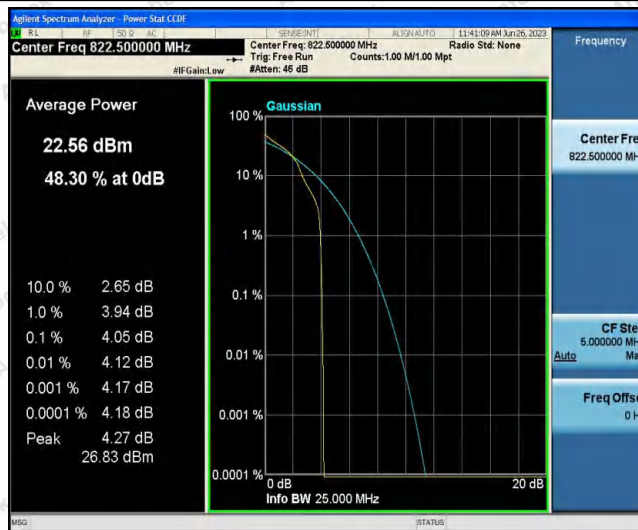 Agilent Spectrum Analyzer - Power Stat CCDF
RL RF 50 Ω AC SENSE:INT ALIGN AUTO 11:41:09 AM Jun 26, 2023
Center Freq 822.500000 MHz
Center Freq: 822.500000 MHz Radio Std: None
Trig: Free Run Counts:1.00 M/1.00 Mpt
#IFGain:Low #Atten: 46 dB
Frequency
Average Power
22.56 dBm
48.30 % at 0dB
10.0 % 2.65 dB
1.0 % 3.94 dB
0.1 % 4.05 dB
0.01 % 4.12 dB
0.001 % 4.17 dB
0.0001 % 4.18 dB
Peak 4.27 dB
26.83 dBm
Gaussian
100 %
10 %
1 %
0.1 %
0.01 %
0.001 %
0.0001 %
0 dB 20 dB
Info BW 25.000 MHz
Center Fre
822.500000 MH
CF Ste
5.000000 MH
Auto Ma
Freq Offse
0 H
MSG STATUS